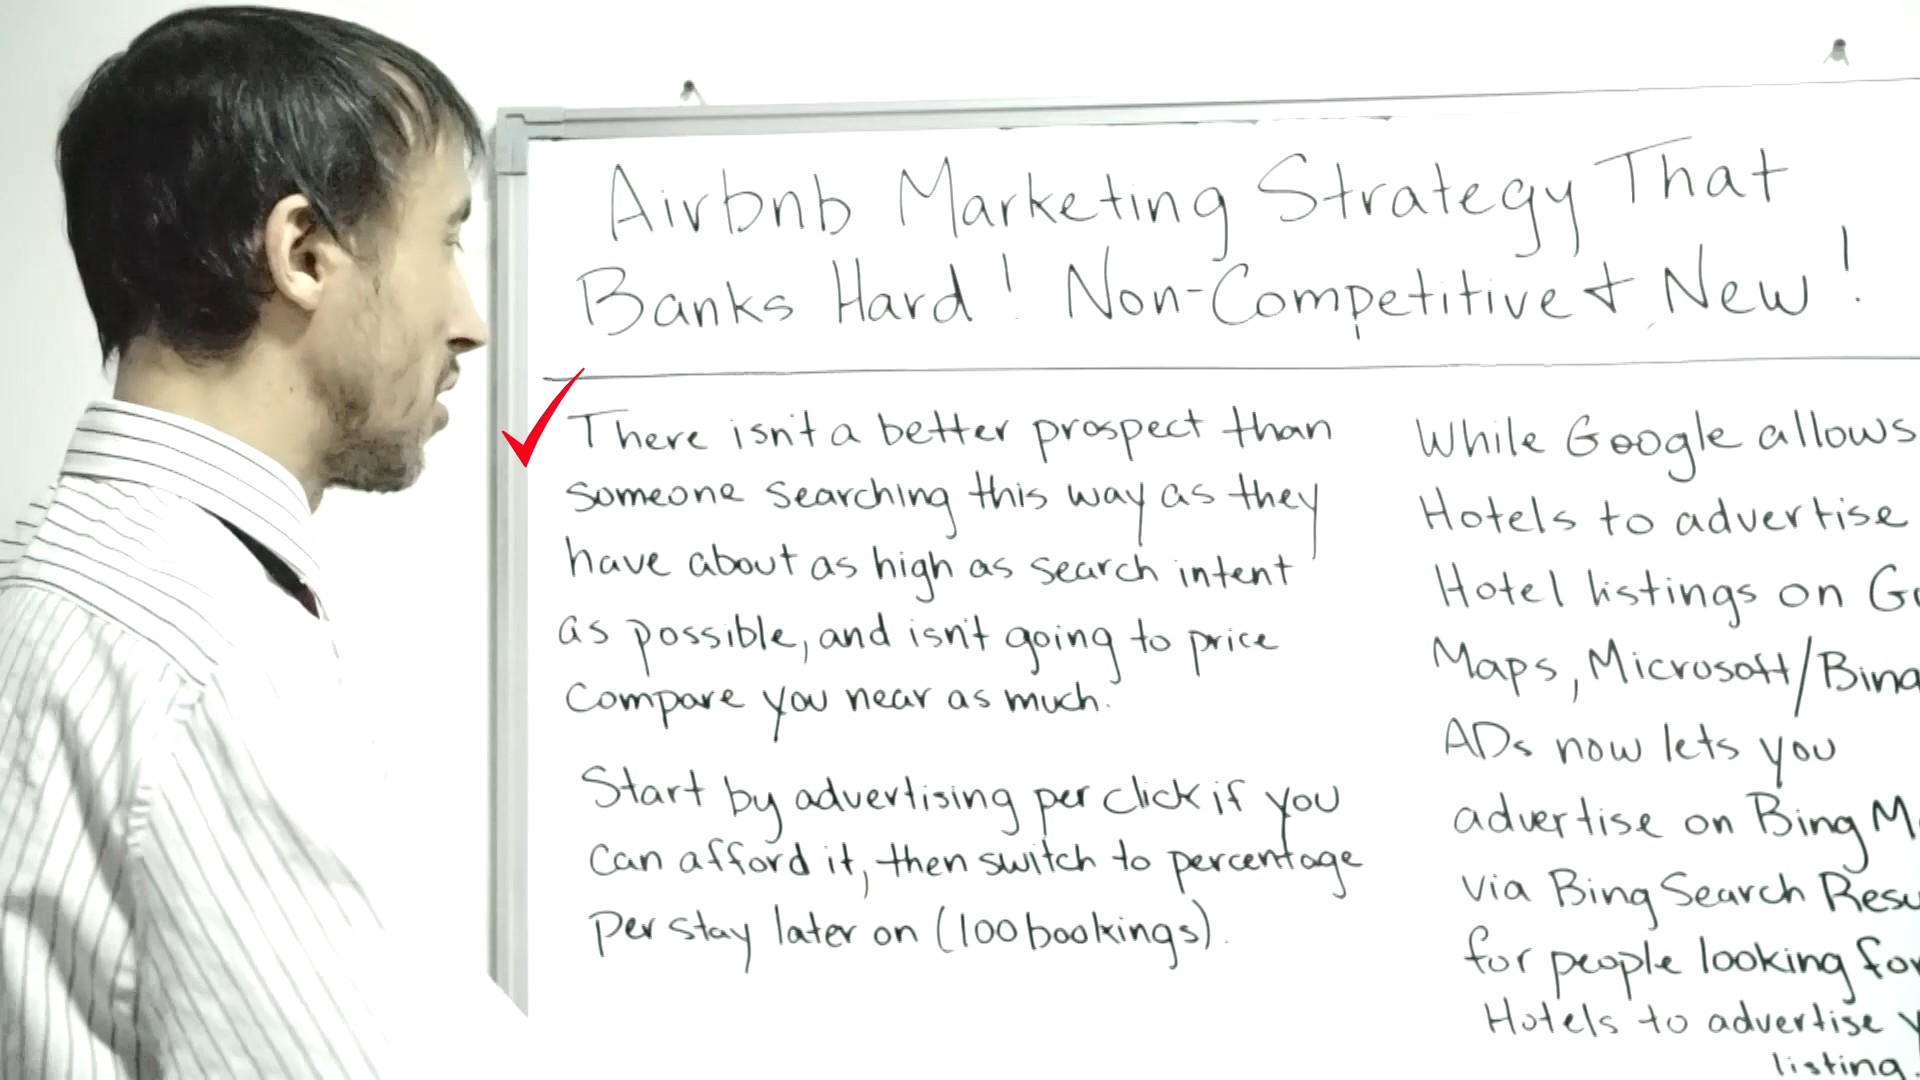 Airbnb Marketing Strategy That
Banks Hard! Non-Competitive & New!
There isn't a better prospect than
someone searching this way as they
have about as high as search intent
as possible, and isn't going to price
Compare you near as much.
Start by advertising per click if you
Can afford it, then switch to percentage
per stay later on (100 bookings).
While Google allows
Hotels to advertise
Hotel listings on
Maps, Microsoft/Bing
ADs now lets you
advertise on Bing
via Bing Search
for people looking
Hotels to advertise
listing.